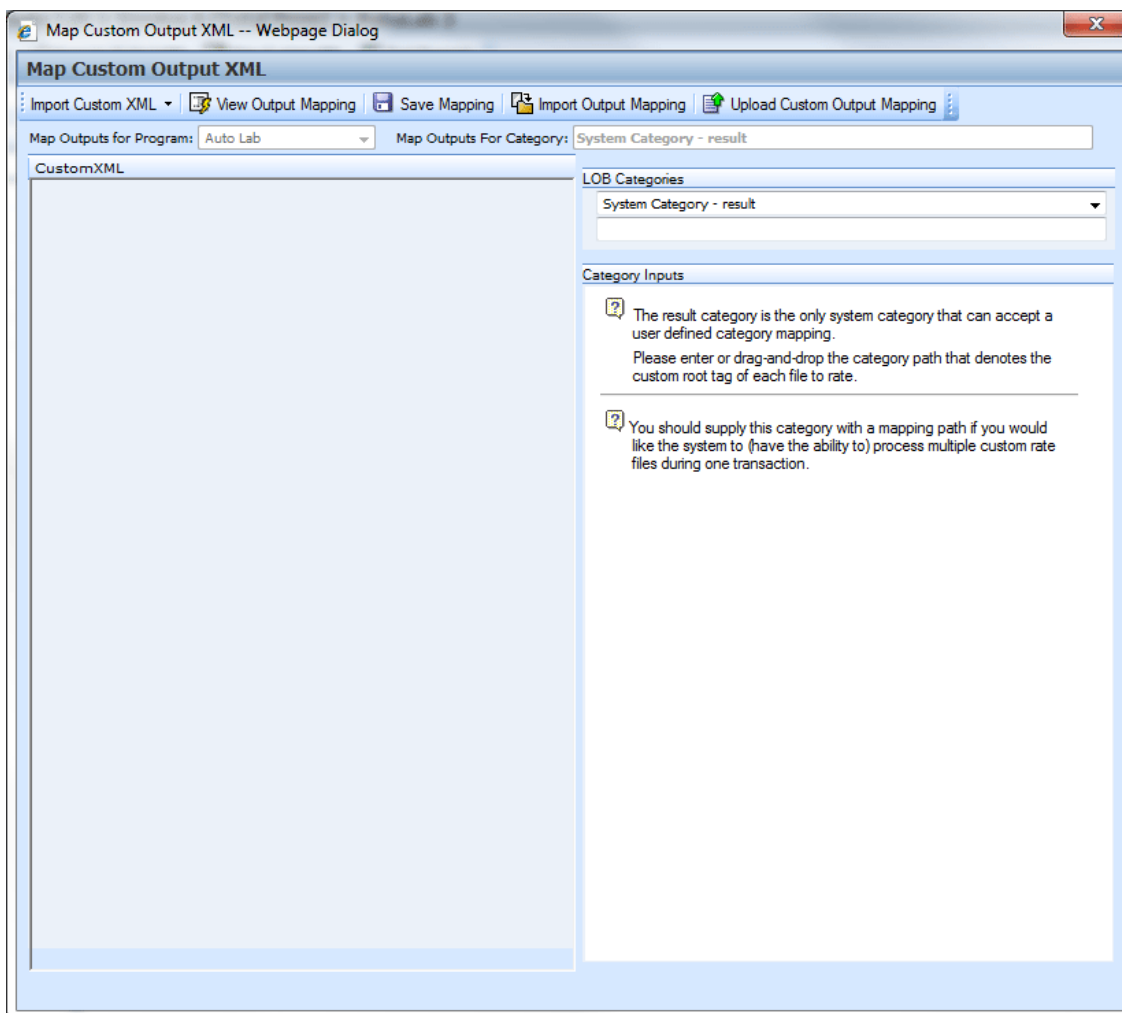 Map Custom Output XML -- Webpage Dialog
Map Custom Output XML
Import Custom XML View Output Mapping Save Mapping Import Output Mapping Upload Custom Output Mapping
Map Outputs for Program: Auto Lab Map Outputs For Category: System Category - result
CustomXML
LOB Categories
System Category - result
Category Inputs
The result category is the only system category that can accept a
user defined category mapping.
Please enter or drag-and-drop the category path that denotes the
custom root tag of each file to rate.
You should supply this category with a mapping path if you would
like the system to (have the ability to) process multiple custom rate
files during one transaction.